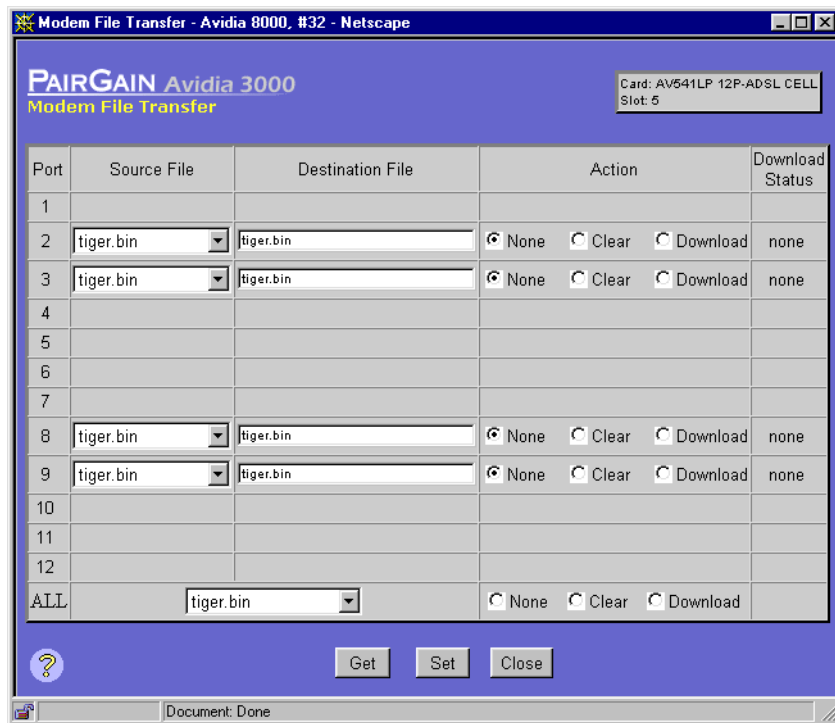 Modem File Transfer - Avidia 8000, #32 - Netscape
PAIRGAIN Avidia 3000
Modem File Transfer
Card: AV541LP 12P-ADSL CELL
Slot: 5
Port Source File Destination File Action Download Status
1
2 tiger.bin tiger.bin None Clear Download none
3 tiger.bin tiger.bin None Clear Download none
4
5
6
7
8 tiger.bin tiger.bin None Clear Download none
9 tiger.bin tiger.bin None Clear Download none
10
11
12
ALL tiger.bin None Clear Download
? Get Set Close
Document: Done